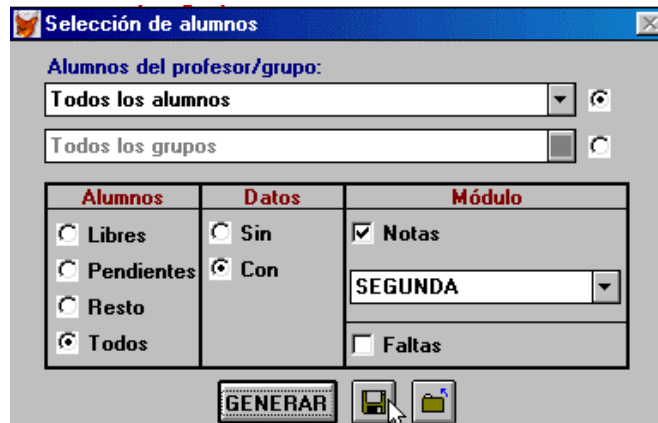 Selección de alumnos
Alumnos del profesor/grupo:
Todos los alumnos
Todos los grupos
Alumnos Datos Módulo
Libres Sin Notas
Pendientes Con
SEGUNDA
Resto
Todos Faltas
GENERAR